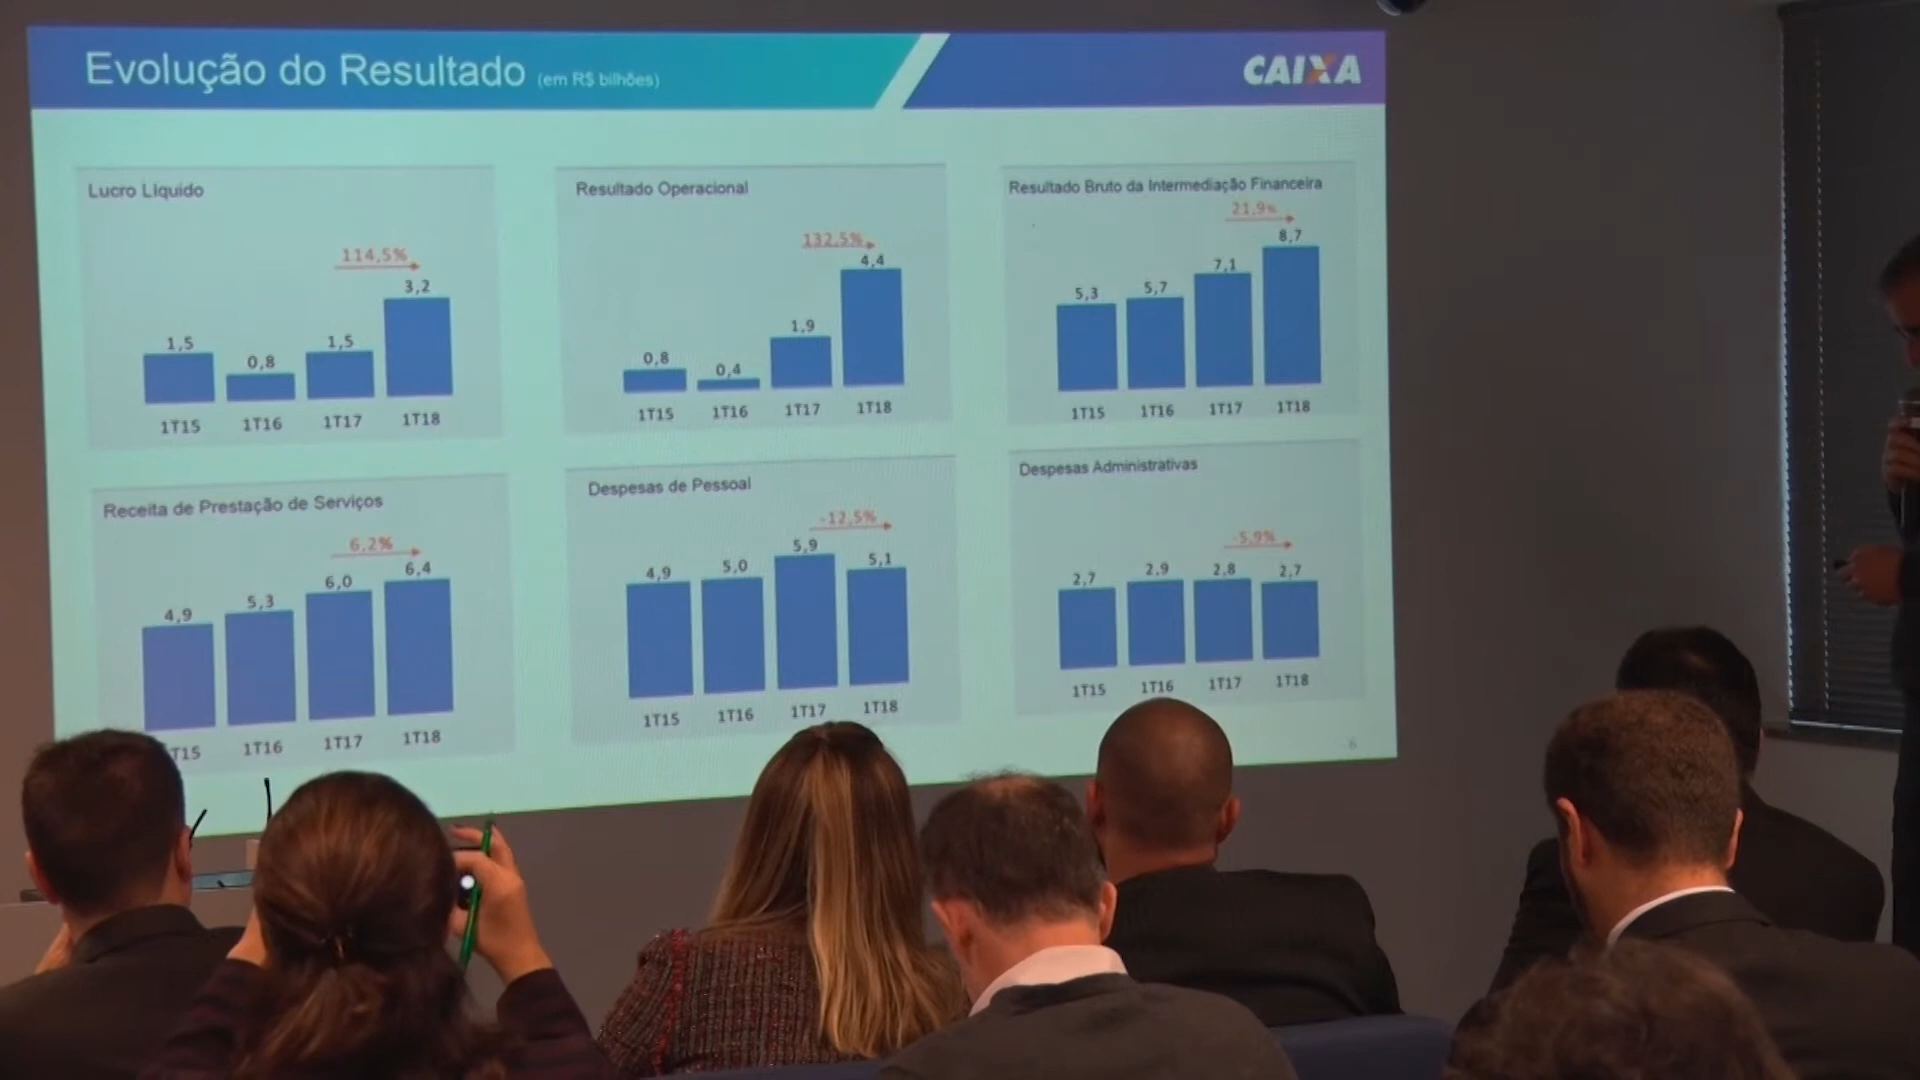 Evolução do Resultado (em R$ bilhões)
CAIXA
Lucro Líquido
114,5%
1,5 0,8 1,5 3,2
1T15 1T16 1T17 1T18
Resultado Operacional
132,5%
0,8 0,4 1,9 4,4
1T15 1T16 1T17 1T18
Resultado Bruto da Intermediação Financeira
21,9%
5,3 5,7 7,1 8,7
1T15 1T16 1T17 1T18
Receita de Prestação de Serviços
6,2%
4,9 5,3 6,0 6,4
T15 1T16 1T17 1T18
Despesas de Pessoal
-12,5%
4,9 5,0 5,9 5,1
1T15 1T16 1T17 1T18
Despesas Administrativas
-5,9%
2,7 2,9 2,8 2,7
1T15 1T16 1T17 1T18
6